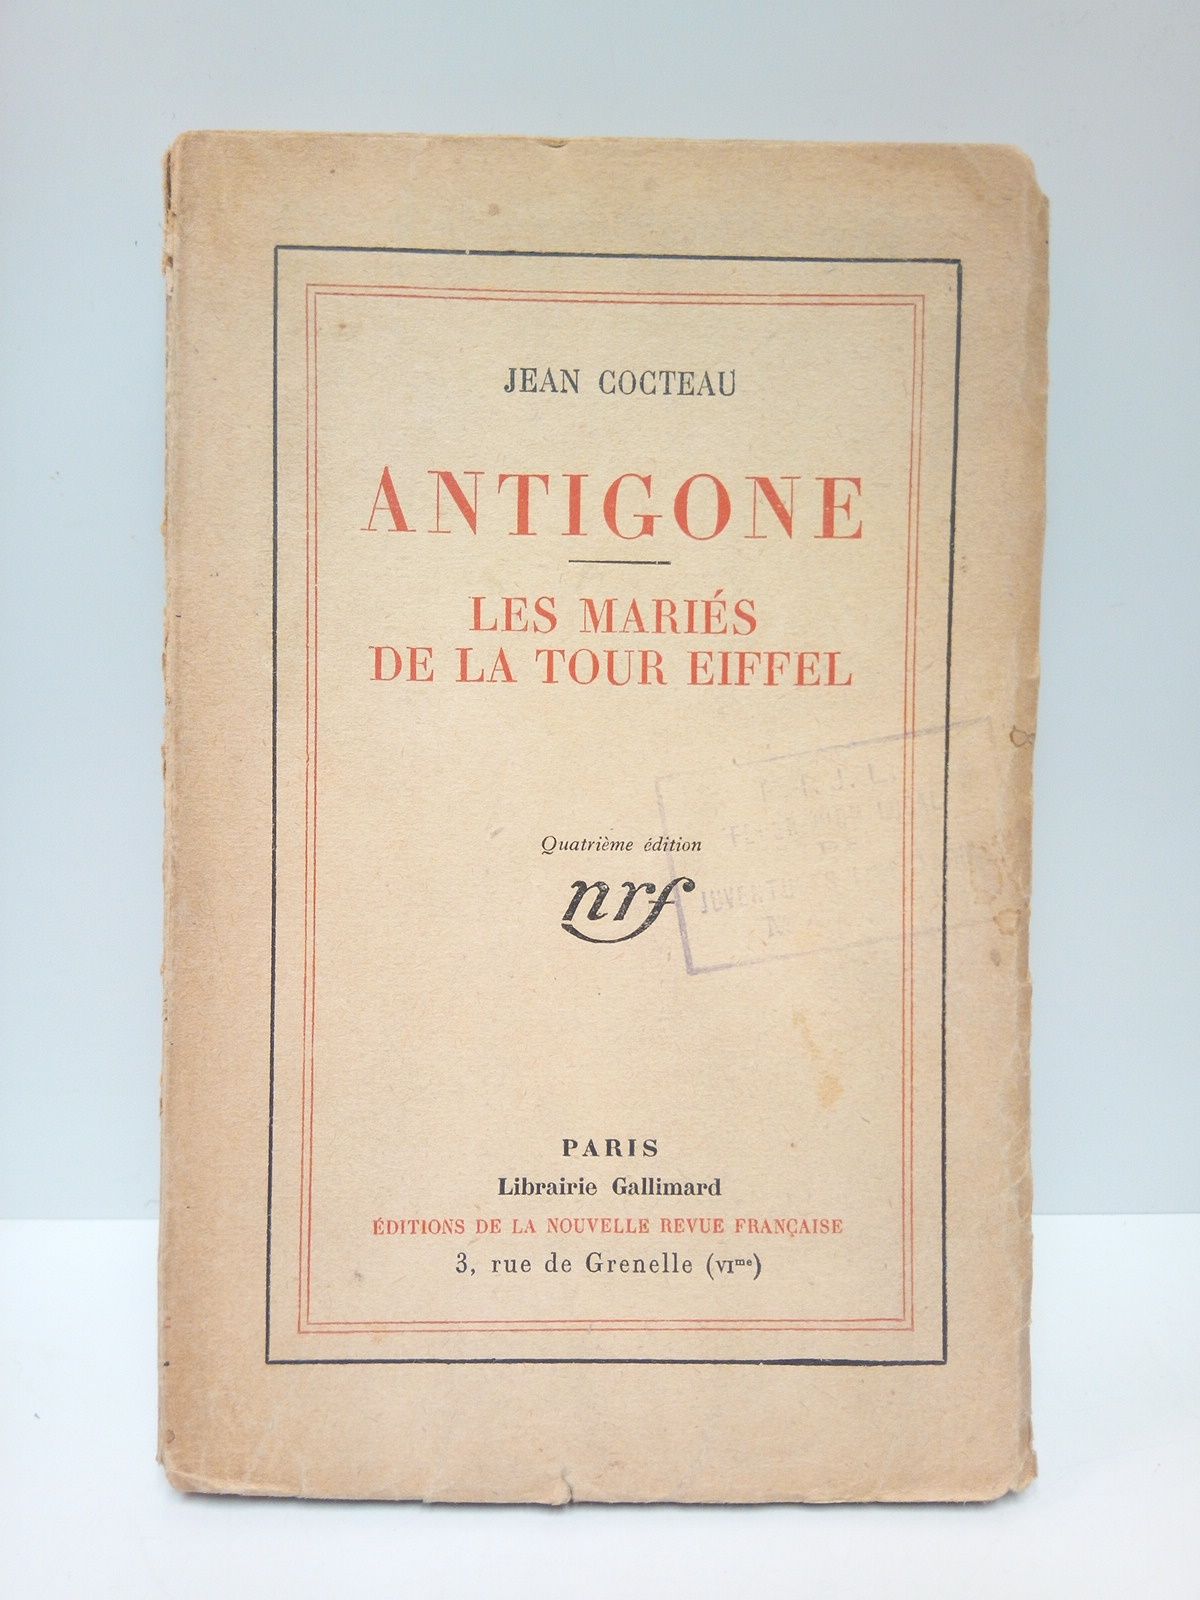 JEAN COCTEAU
ANTIGONE
LES MARIÉS
DE LA TOUR EIFFEL
Quatrième édition
nrf
PARIS
Librairie Gallimard
ÉDITIONS DE LA NOUVELLE REVUE FRANÇAISE
3, rue de Grenelle (VIme)